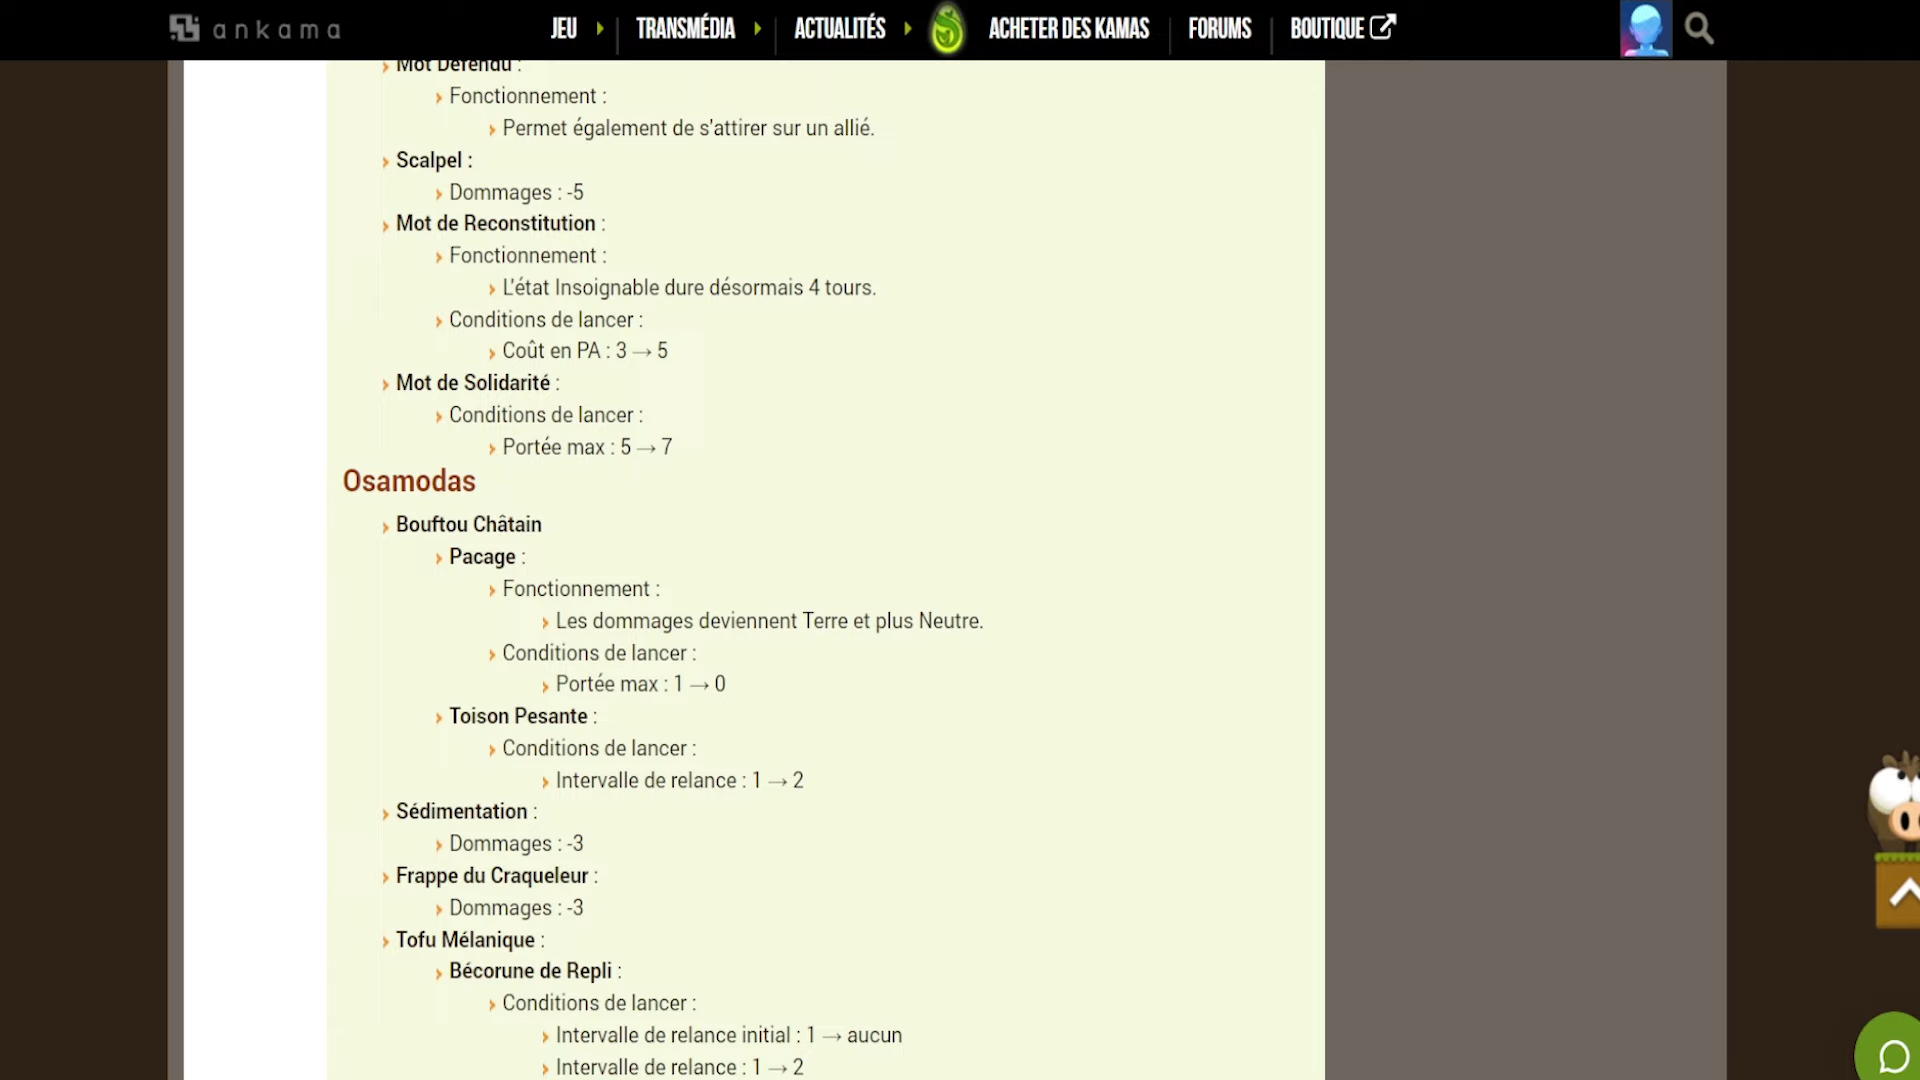 ankama
JEU
TRANSMÉDIA
ACTUALITÉS
ACHETER DES KAMAS
FORUMS
BOUTIQUE
Mot Défendu :
Fonctionnement :
Permet également de s'attirer sur un allié.
Scalpel :
Dommages : -5
Mot de Reconstitution :
Fonctionnement :
L'état Insoignable dure désormais 4 tours.
Conditions de lancer :
Coût en PA : 3 → 5
Mot de Solidarité :
Conditions de lancer :
Portée max : 5 → 7
Osamodas
Bouftou Châtain
Pacage :
Fonctionnement :
Les dommages deviennent Terre et plus Neutre.
Conditions de lancer :
Portée max : 1 → 0
Toison Pesante :
Conditions de lancer :
Intervalle de relance : 1 → 2
Sédimentation :
Dommages : -3
Frappe du Craqueleur :
Dommages : -3
Tofu Mélanique :
Bécorune de Repli :
Conditions de lancer :
Intervalle de relance initial : 1 → aucun
Intervalle de relance : 1 → 2